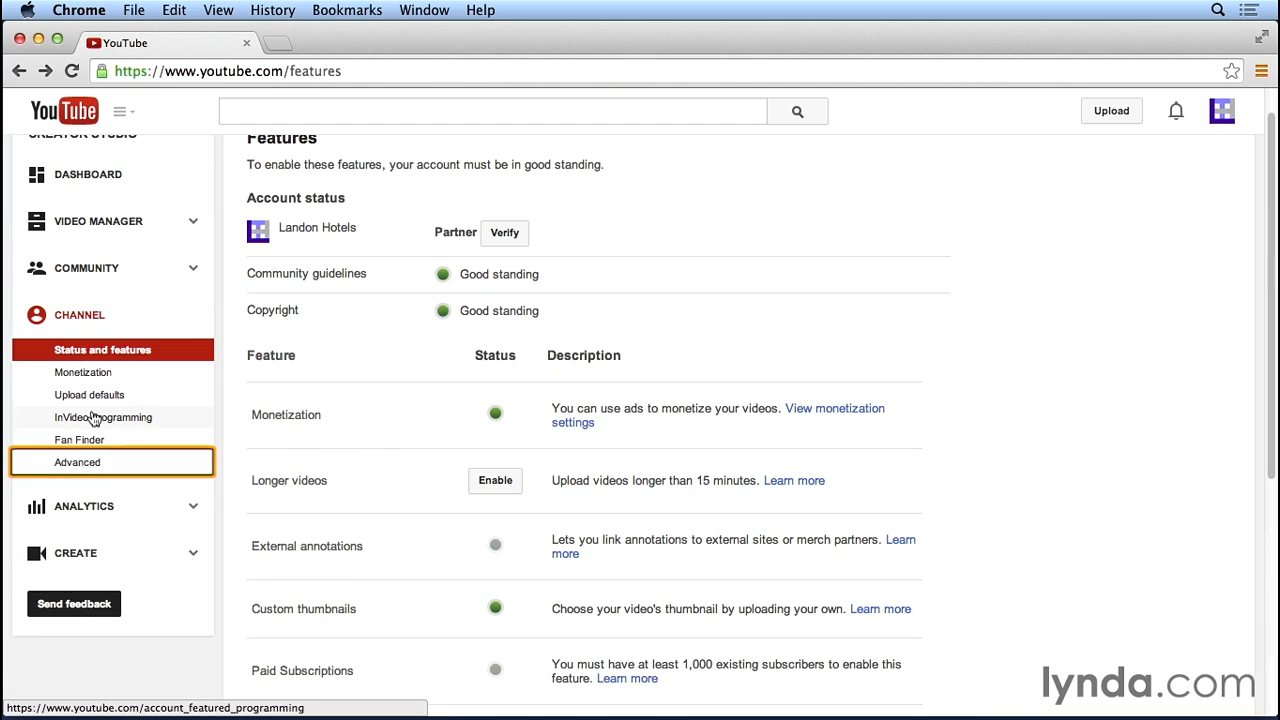 Chrome File Edit View History Bookmarks Window Help
YouTube
https://www.youtube.com/features
YouTube
Upload
CREATOR STUDIO
DASHBOARD
VIDEO MANAGER
COMMUNITY
CHANNEL
Status and features
Monetization
Upload defaults
InVideo Programming
Fan Finder
Advanced
ANALYTICS
CREATE
Send feedback
Features
To enable these features, your account must be in good standing.
Account status
Landon Hotels
Partner Verify
Community guidelines Good standing
Copyright Good standing
Feature Status Description
Monetization You can use ads to monetize your videos. View monetization
settings
Longer videos Enable Upload videos longer than 15 minutes. Learn more
External annotations Lets you link annotations to external sites or merch partners. Learn
more
Custom thumbnails Choose your video's thumbnail by uploading your own. Learn more
Paid Subscriptions You must have at least 1,000 existing subscribers to enable this
feature. Learn more
https://www.youtube.com/account_featured_programming
lynda.com